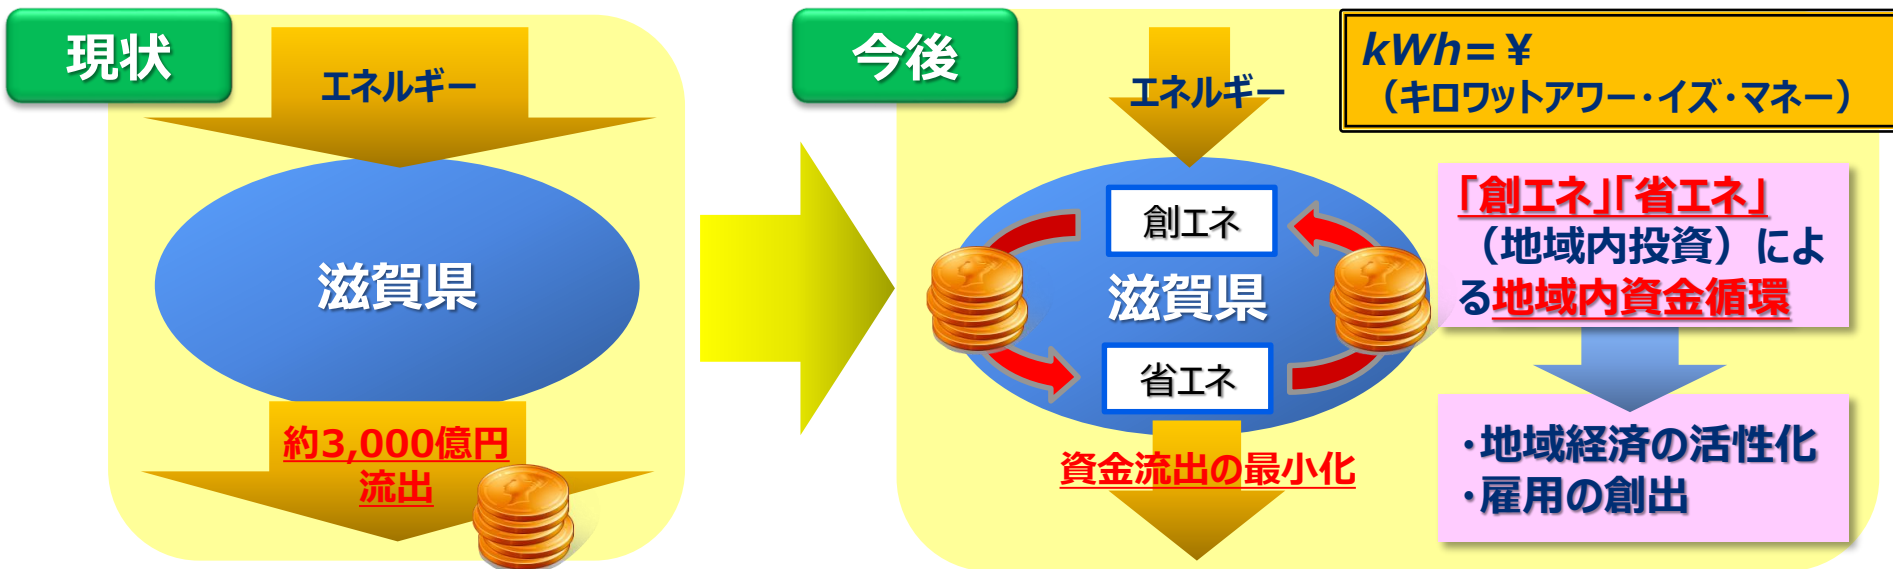 現状
エネルギー
滋賀県
約3,000億円
流出
今後
エネルギー
創エネ
滋賀県
省エネ
資金流出の最小化
kWh=¥
（キロワットアワー・イズ・マネー）
「創エネ」「省エネ」
（地域内投資）によ
る地域内資金循環
・地域経済の活性化
・雇用の創出